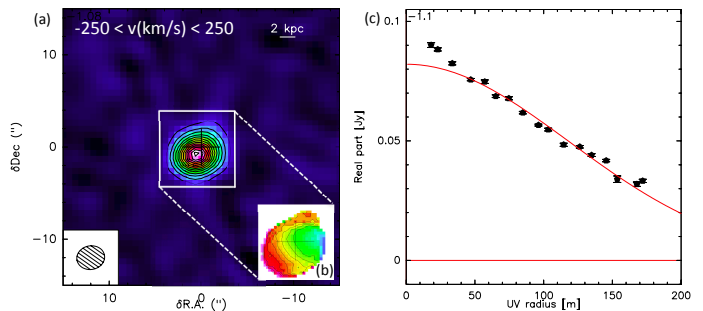 (a)
-250 < v(km/s) < 250
2 kpc
10
0
−10
δDec (")
(b)
10
0
−10
δR.A. (")
(c)
−1.1
0.1
0.05
0
Real part [Jy]
0
50
100
150
200
UV radius [m]